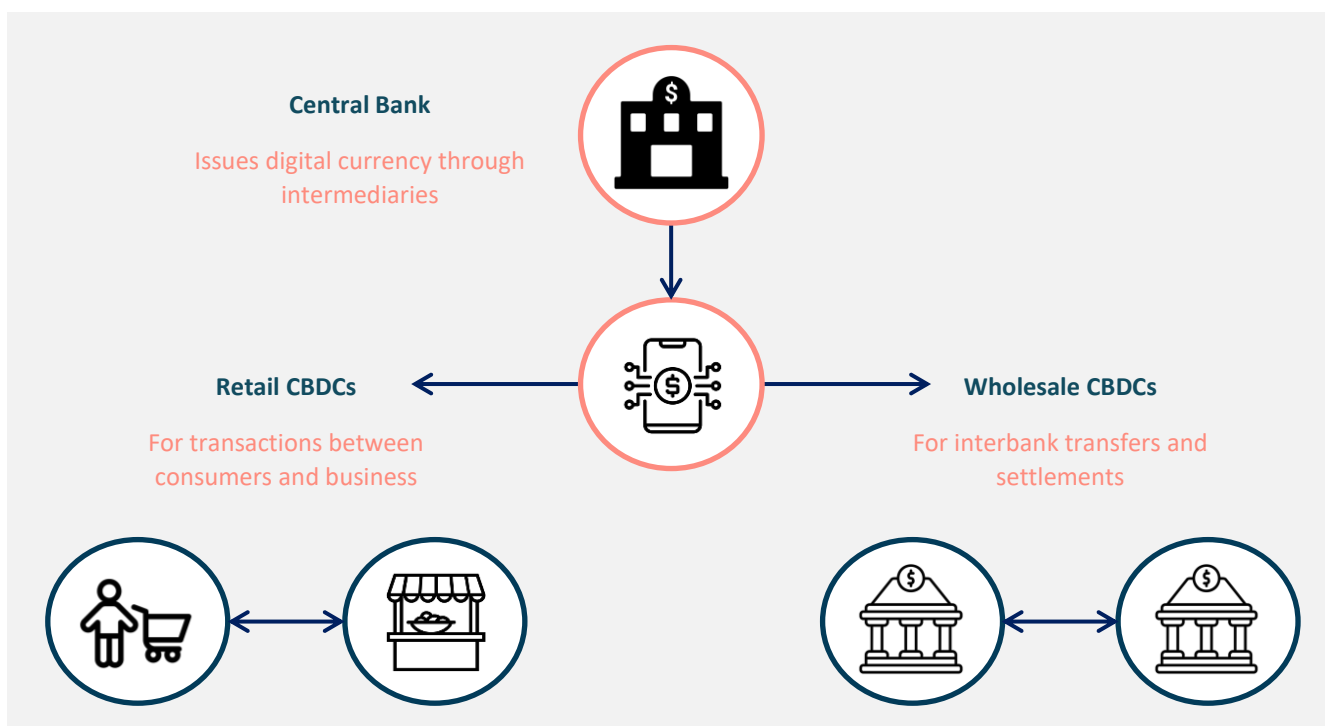 $
Central Bank
Issues digital currency through
intermediaries
$
Retail CBDCs
Wholesale CBDCs
For transactions between
consumers and business
For interbank transfers and
settlements
$
$